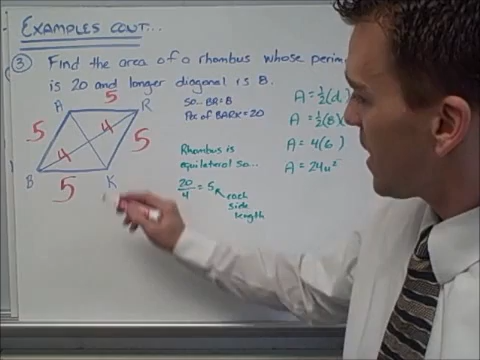 EXAMPLES CONT...
③ Find the area of a rhombus whose perim
is 20 and longer diagonal is 8.
A
5
R
5
4
4
5
B
5
K
SO... BR=8
Per of BARK=20
Rhombus is
equilateral so...
20/4 = 5
each
side
length
A = ½(d
A = ½(8)(
A = 4(6)
A = 24u²